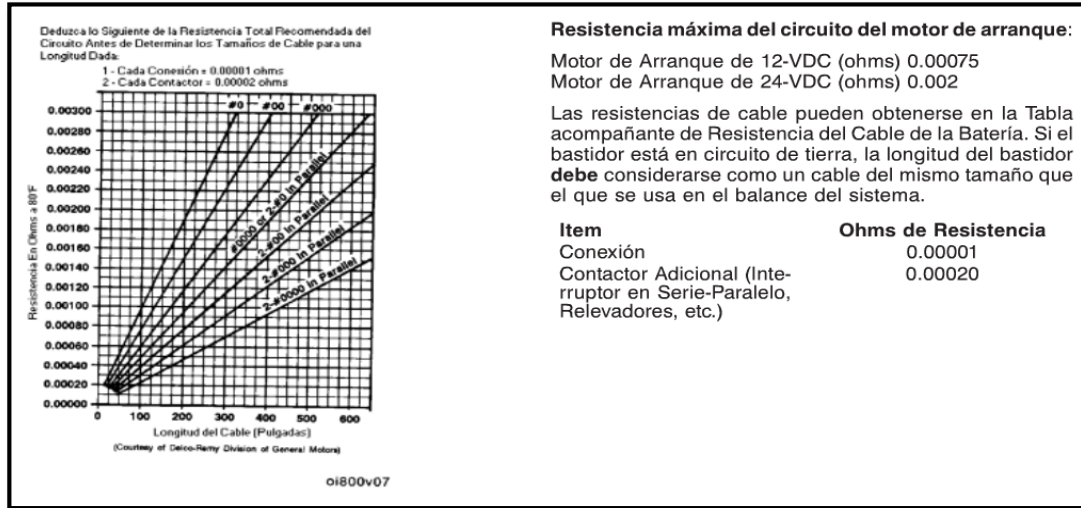 Deduzca lo Siguiente de la Resistencia Total Recomendada del
Circuito Antes de Determinar los Tamaños de Cable para una
Longitud Dada:
1 - Cada Conesión = 0.00001 ohms
2 - Cada Contactor = 0.00002 ohms
#0
#00
#000
0.00300
0.00280
0.00260
0.00240
0.00220
0.00200
0.00180
0.00160
0.00140
0.00120
0.00100
0.00080
0.00060
0.00040
0.00020
0.00000
Resistencia En Ohms a 80°F
#0000 or 2-#0 In Parallel
2-#00 In Parallel
2-#000 In Parallel
2-#0000 In Parallel
0 100 200 300 400 500 600
Longitud del Cable (Pulgadas)
(Courtesy of Delco-Remy Division of General Motors)
oi800v07
Resistencia máxima del circuito del motor de arranque:
Motor de Arranque de 12-VDC (ohms) 0.00075
Motor de Arranque de 24-VDC (ohms) 0.002
Las resistencias de cable pueden obtenerse en la Tabla
acompañante de Resistencia del Cable de la Batería. Si el
bastidor está en circuito de tierra, la longitud del bastidor
debe considerarse como un cable del mismo tamaño que
el que se usa en el balance del sistema.
Item Ohms de Resistencia
Conexión 0.00001
Contactor Adicional (Inte- 0.00020
rruptor en Serie-Paralelo,
Relevadores, etc.)